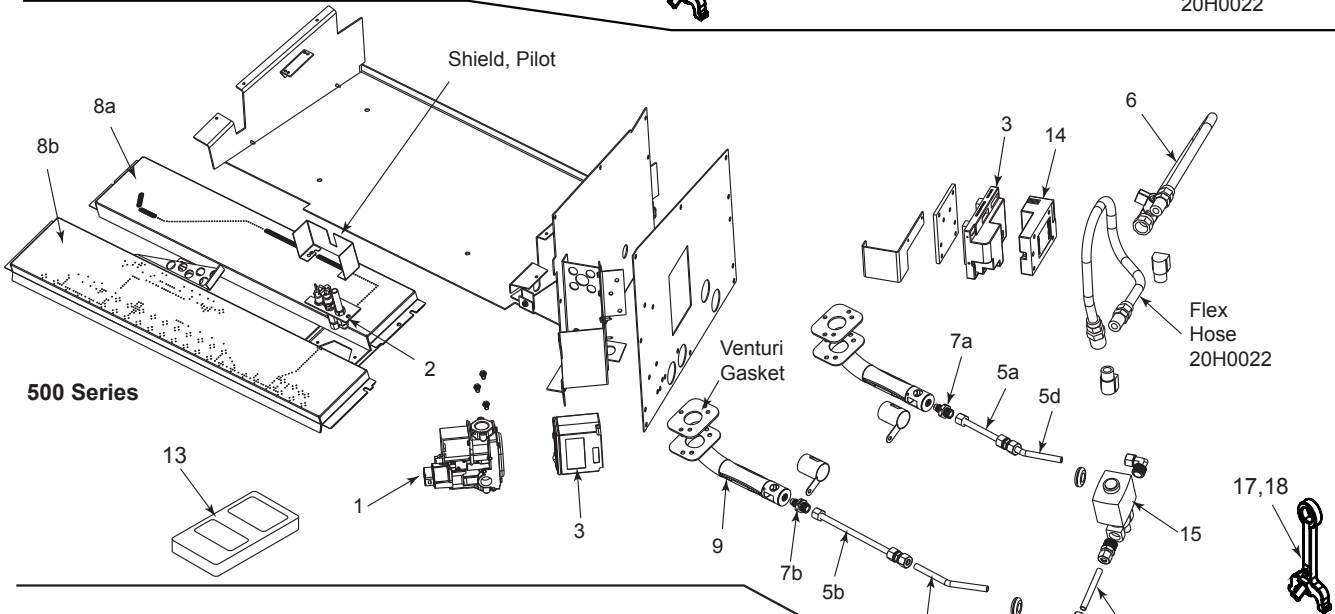 20H0022
Shield, Pilot
8a
8b
3
14
6
Flex
Hose
20H0022
2
Venturi
Gasket
7a
5a
5d
500 Series
13
1
3
9
7b
5b
15
17,18